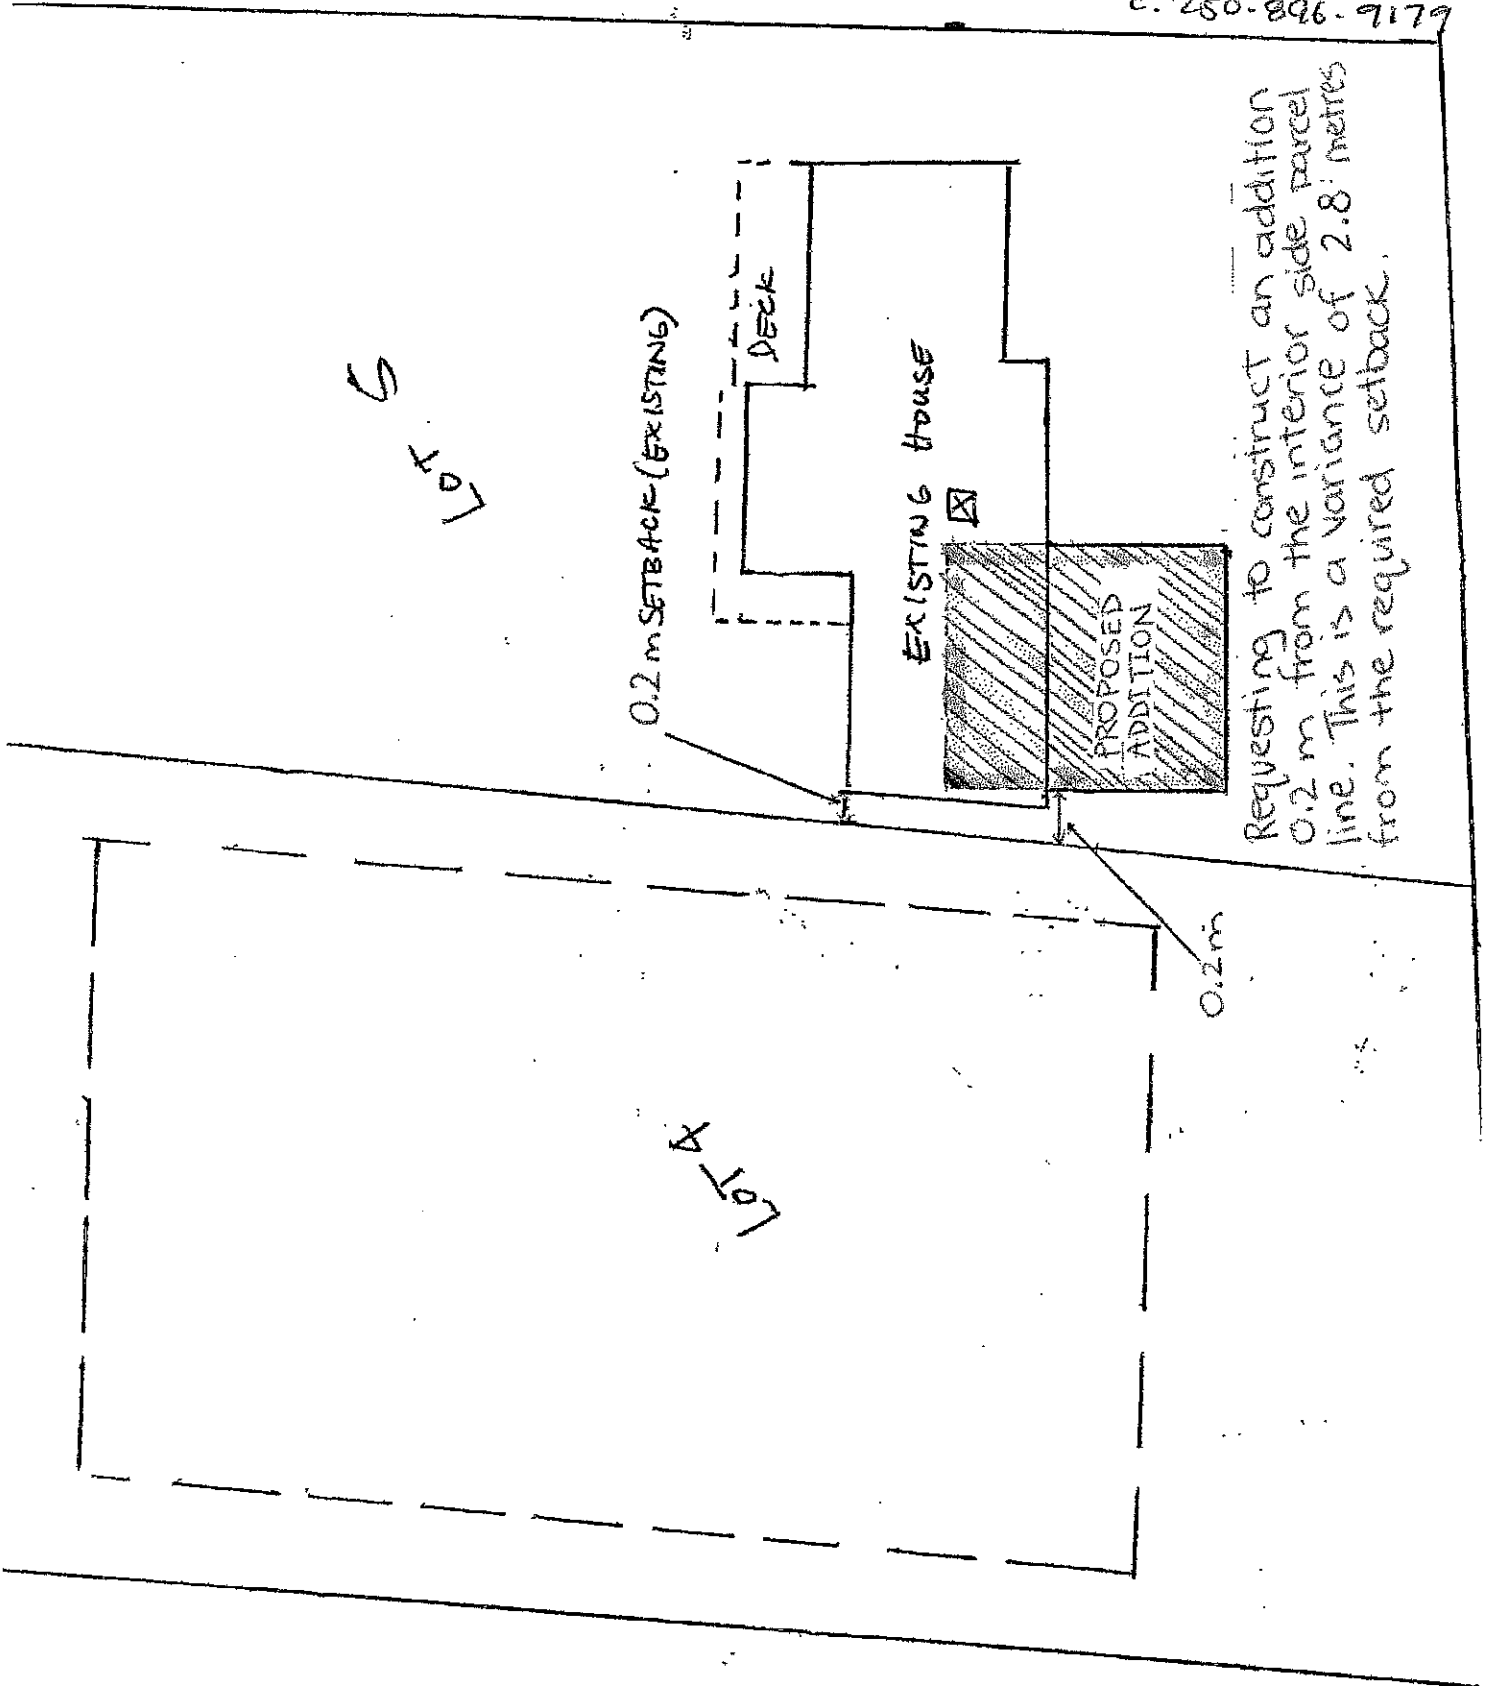 c. 250-896-9179
LOT 5
0.2 m SETBACK (EXISTING)
DECK
EXISTING HOUSE
PROPOSED
ADDITION
Requesting to construct an addition
0.2 m from the interior side parcel
line. This is a variance of 2.8 metres
from the required setback.
0.2 m
LOT A